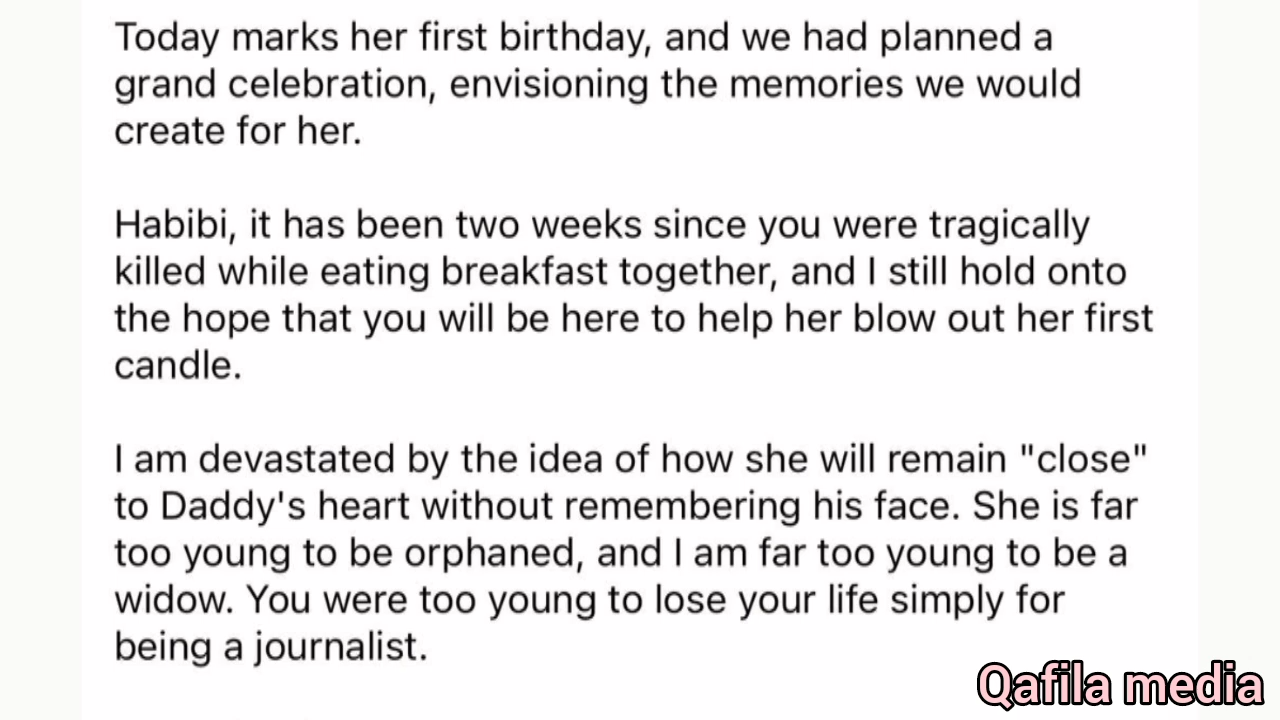 Today marks her first birthday, and we had planned a
grand celebration, envisioning the memories we would
create for her.
Habibi, it has been two weeks since you were tragically
killed while eating breakfast together, and I still hold onto
the hope that you will be here to help her blow out her first
candle.
I am devastated by the idea of how she will remain "close"
to Daddy's heart without remembering his face. She is far
too young to be orphaned, and I am far too young to be a
widow. You were too young to lose your life simply for
being a journalist.
Qafila media